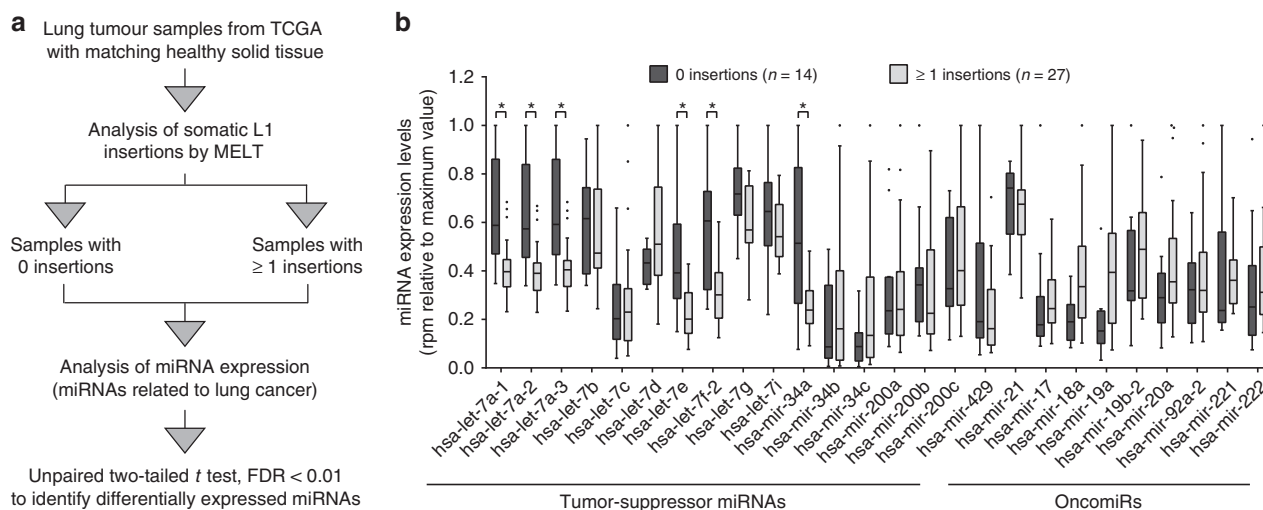 a
Lung tumour samples from TCGA
with matching healthy solid tissue
Analysis of somatic L1
insertions by MELT
Samples with
0 insertions
Samples with
≥ 1 insertions
Analysis of miRNA expression
(miRNAs related to lung cancer)
Unpaired two-tailed t test, FDR < 0.01
to identify differentially expressed miRNAs
b
0 insertions (n = 14)
≥ 1 insertions (n = 27)
miRNA expression levels
(rpm relative to maximum value)
1.2
1.0
0.8
0.6
0.4
0.2
0.0
* * * * * *
hsa-let-7a-1
hsa-let-7a-2
hsa-let-7a-3
hsa-let-7b
hsa-let-7c
hsa-let-7d
hsa-let-7e
hsa-let-7f-2
hsa-let-7g
hsa-let-7i
hsa-mir-34a
hsa-mir-34b
hsa-mir-34c
hsa-mir-200a
hsa-mir-200b
hsa-mir-200c
hsa-mir-429
hsa-mir-21
hsa-mir-17
hsa-mir-18a
hsa-mir-19a
hsa-mir-19b-2
hsa-mir-20a
hsa-mir-92a-2
hsa-mir-221
hsa-mir-222
Tumor-suppressor miRNAs
OncomiRs